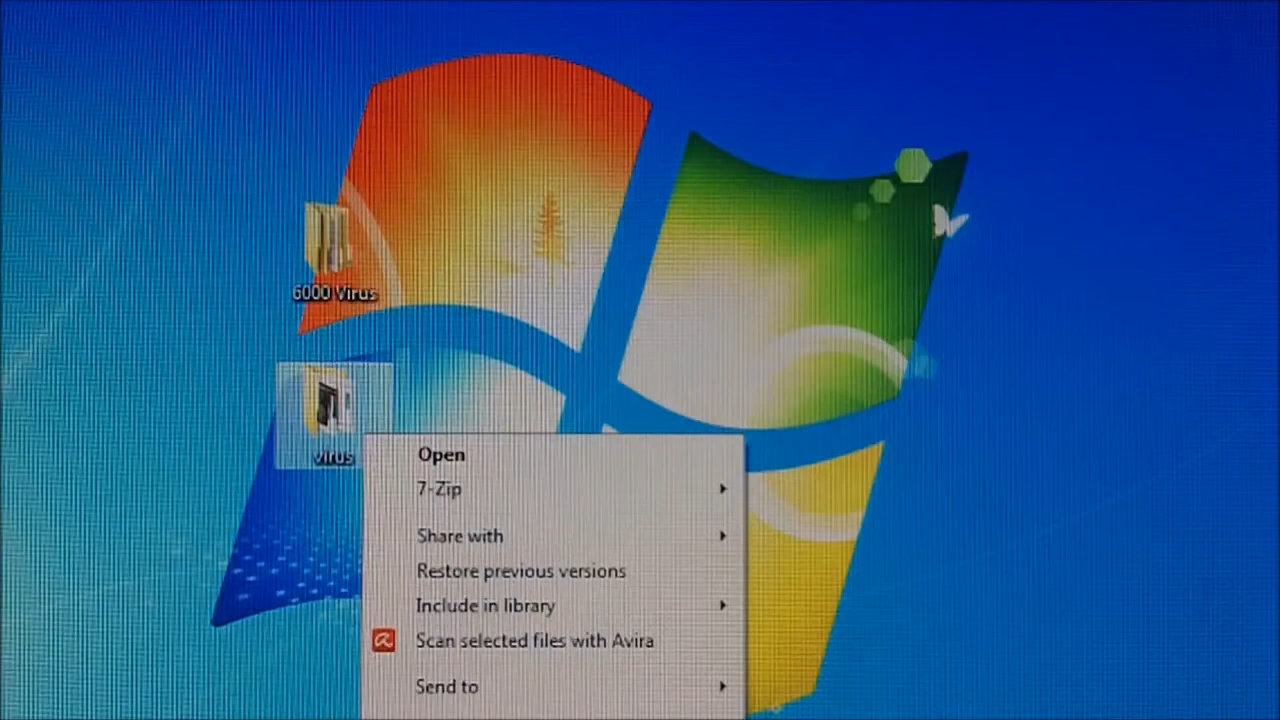 6000 Virus
virus
Open
7-Zip
Share with
Restore previous versions
Include in library
Scan selected files with Avira
Send to